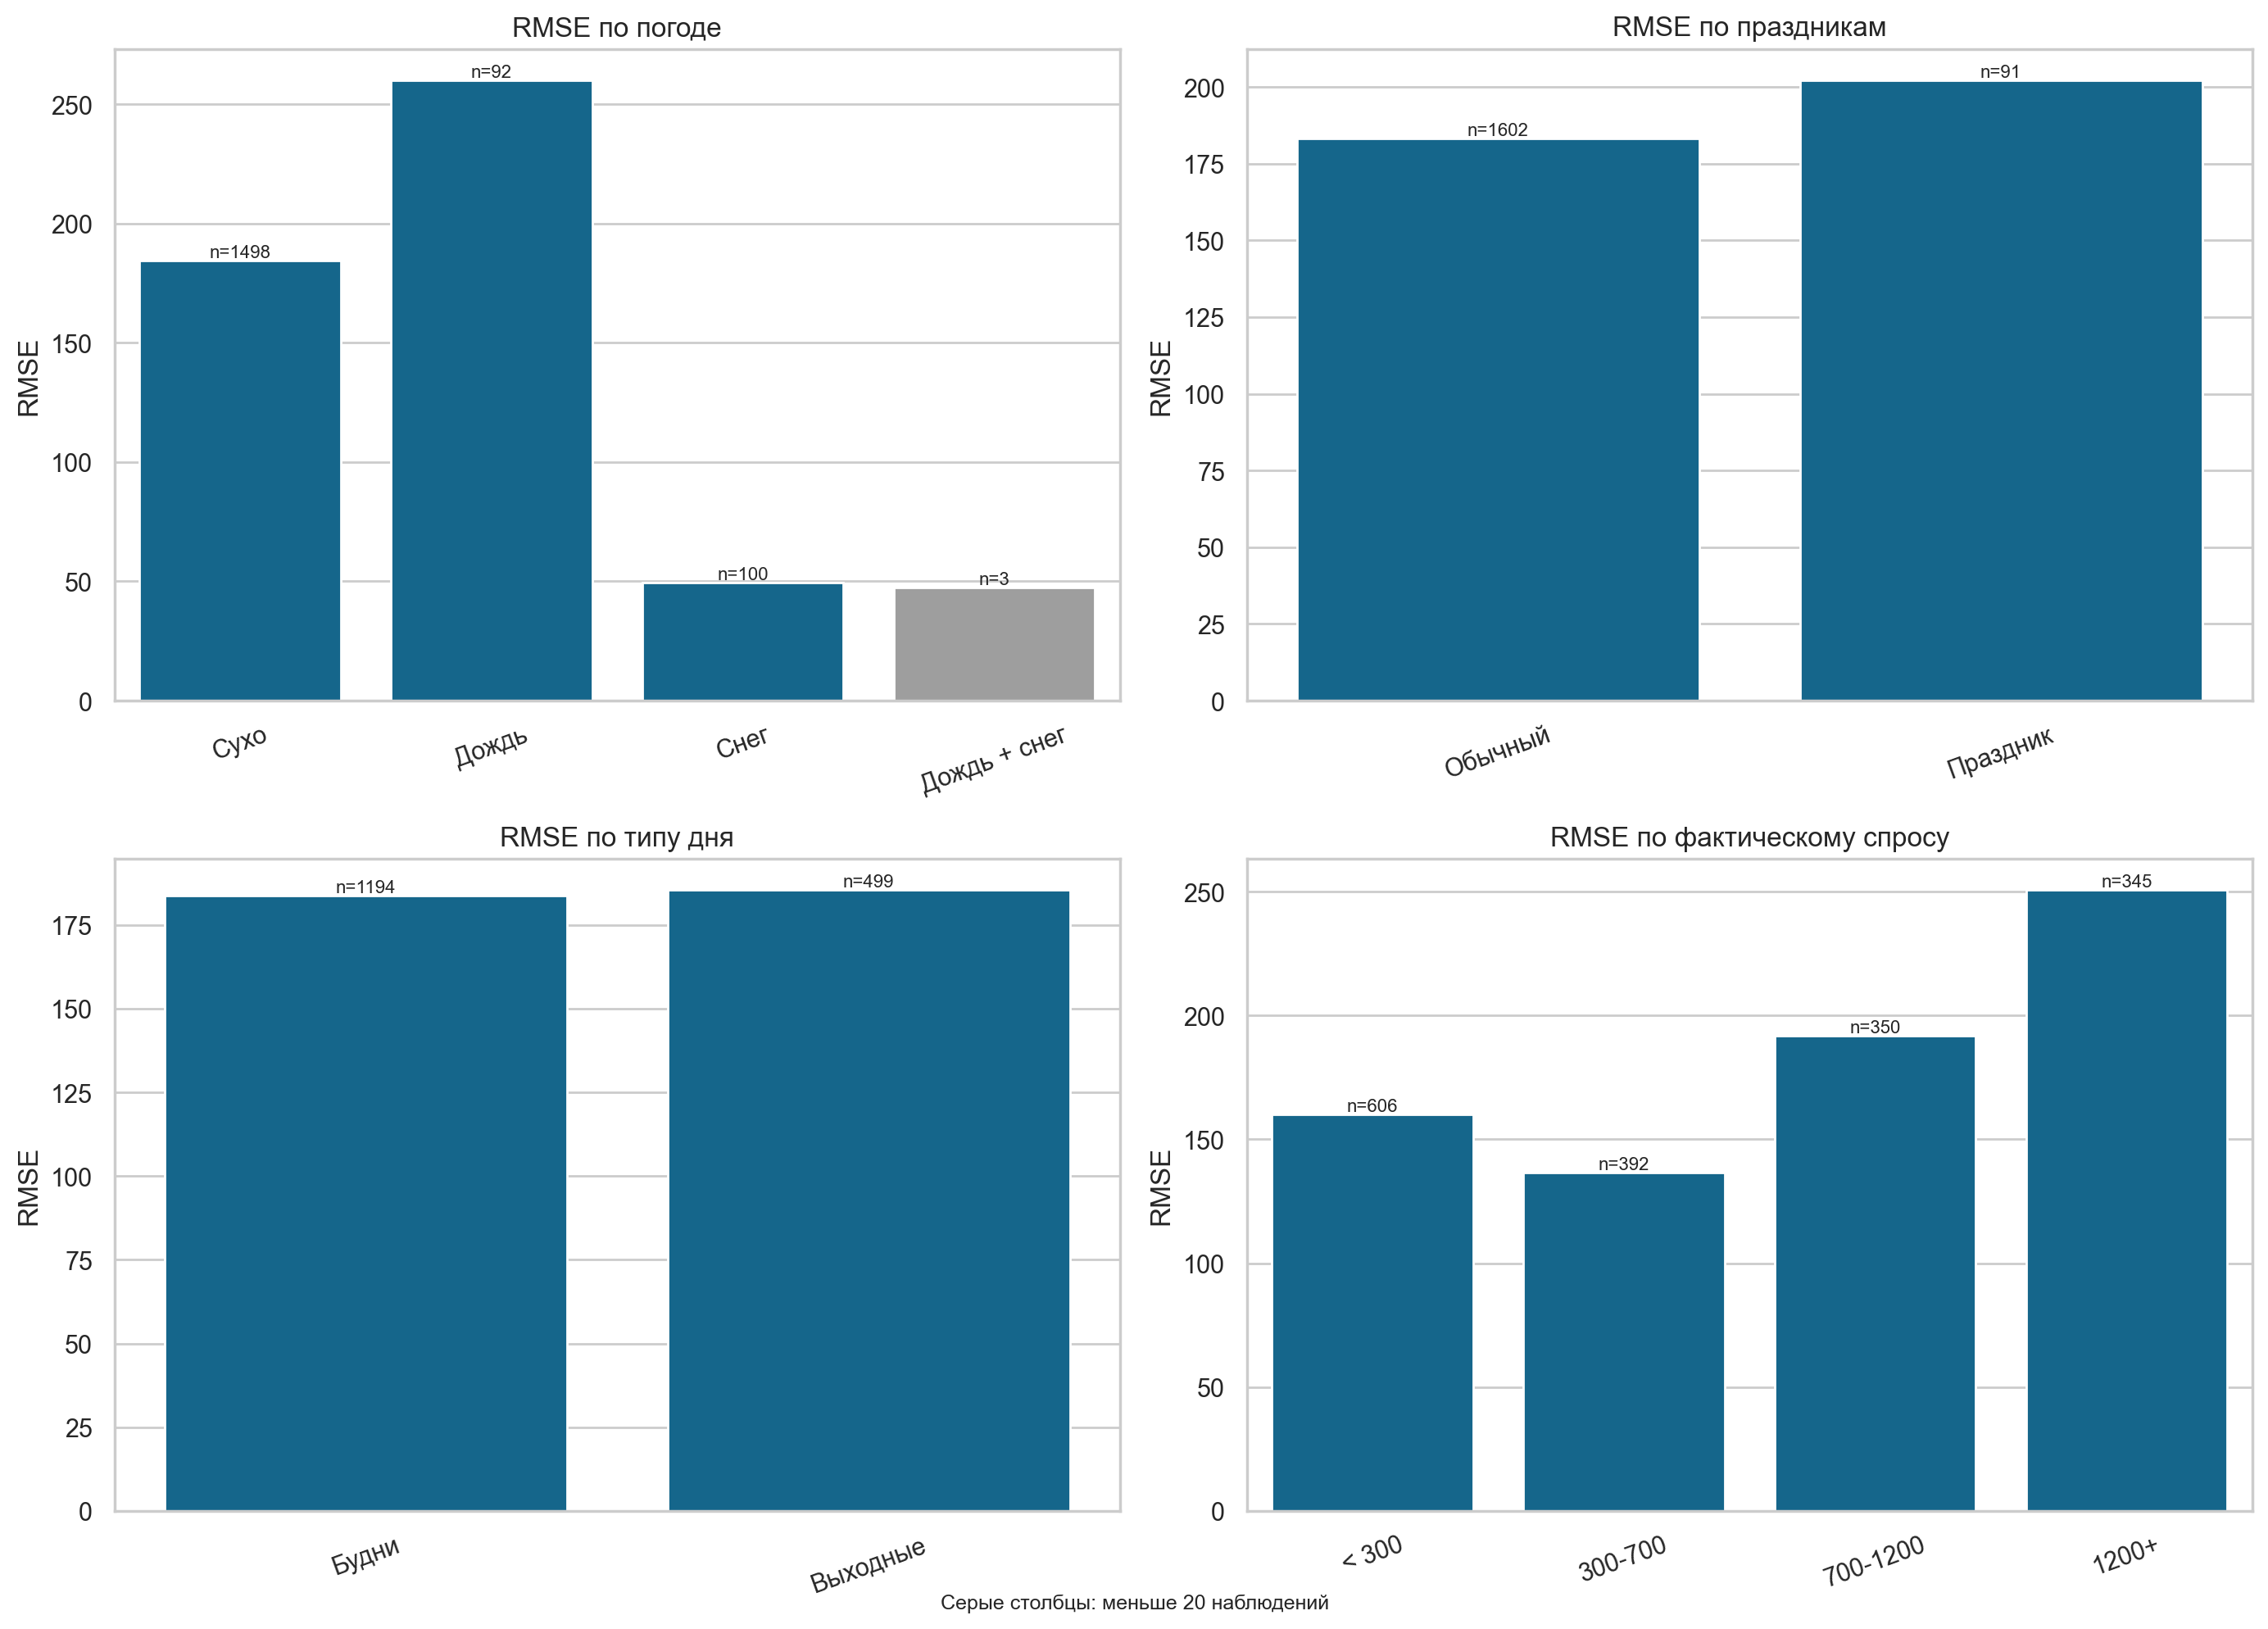 RMSE по погоде
RMSE
250
200
150
100
50
0
n=1498
n=92
n=100
n=3
Сухо
Дождь
Снег
Дождь + снег
RMSE по праздникам
RMSE
200
175
150
125
100
75
50
25
0
n=1602
n=91
Обычный
Праздник
RMSE по типу дня
RMSE
175
150
125
100
75
50
25
0
n=1194
n=499
Будни
Выходные
RMSE по фактическому спросу
RMSE
250
200
150
100
50
0
n=606
n=392
n=350
n=345
< 300
300-700
700-1200
1200+
Серые столбцы: меньше 20 наблюдений